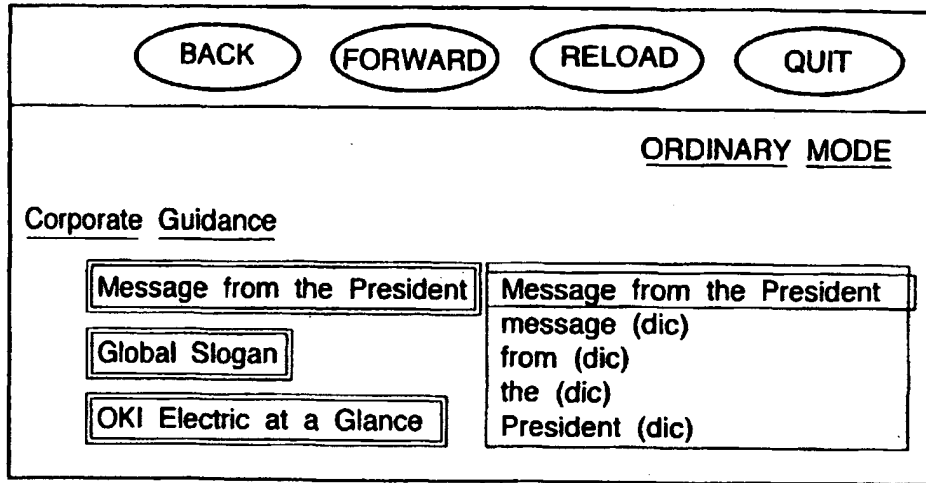 BACK FORWARD RELOAD QUIT
ORDINARY MODE
Corporate Guidance
Message from the President
Message from the President
message (dic)
Global Slogan
from (dic)
the (dic)
OKI Electric at a Glance
President (dic)